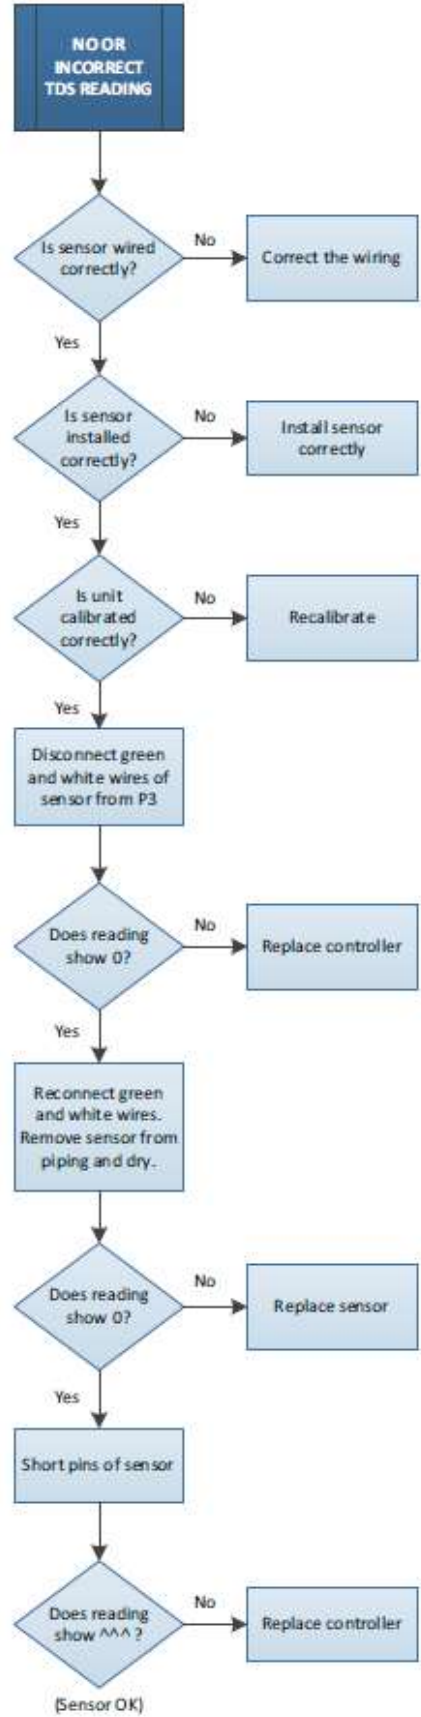 NO OR
INCORRECT
TDS READING
Is sensor wired
correctly?
No
Correct the wiring
Yes
Is sensor
installed
correctly?
No
Install sensor
correctly
Yes
Is unit
calibrated
correctly?
No
Recalibrate
Yes
Disconnect green
and white wires of
sensor from P3
Does reading
show 0?
No
Replace controller
Yes
Reconnect green
and white wires.
Remove sensor from
piping and dry.
Does reading
show 0?
No
Replace sensor
Yes
Short pins of sensor
Does reading
show ^^^ ?
No
Replace controller
(Sensor OK)